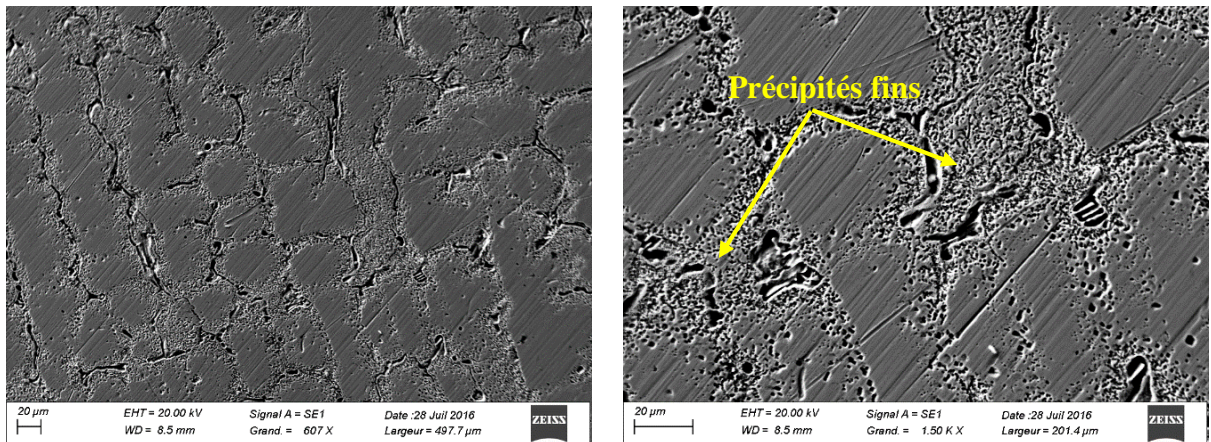 Précipités fins
20 µm
EHT = 20.00 kV
Signal A = SE1
Date :28 Juil 2016
ZEISS
WD = 8.5 mm
Grand. = 607 X
Largeur = 497.7 µm
20 µm
EHT = 20.00 kV
Signal A = SE1
Date :28 Juil 2016
ZEISS
WD = 8.5 mm
Grand. = 1.50 K X
Largeur = 201.4 µm